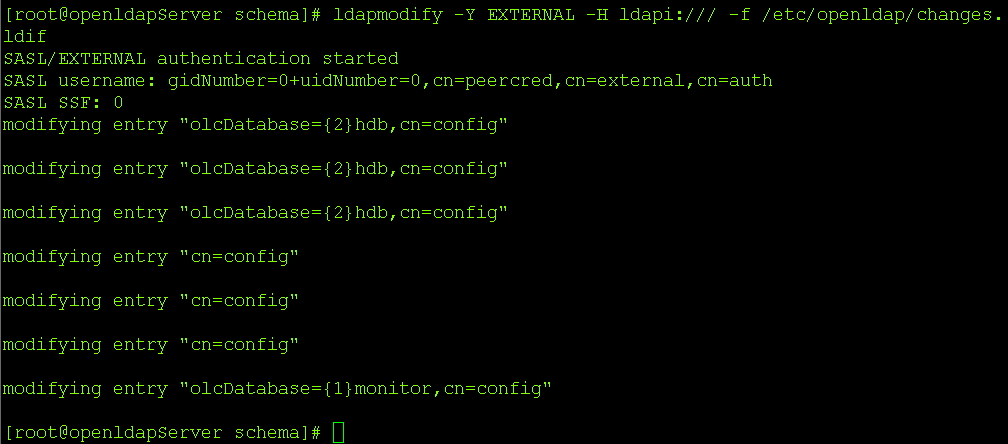 [root@openldapServer schema]# ldapmodify -Y EXTERNAL -H ldapi:/// -f /etc/openldap/changes.
ldif
SASL/EXTERNAL authentication started
SASL username: gidNumber=0+uidNumber=0,cn=peercred,cn=external,cn=auth
SASL SSF: 0
modifying entry "olcDatabase={2}hdb,cn=config"
modifying entry "olcDatabase={2}hdb,cn=config"
modifying entry "olcDatabase={2}hdb,cn=config"
modifying entry "cn=config"
modifying entry "cn=config"
modifying entry "cn=config"
modifying entry "olcDatabase={1}monitor,cn=config"
[root@openldapServer schema]#